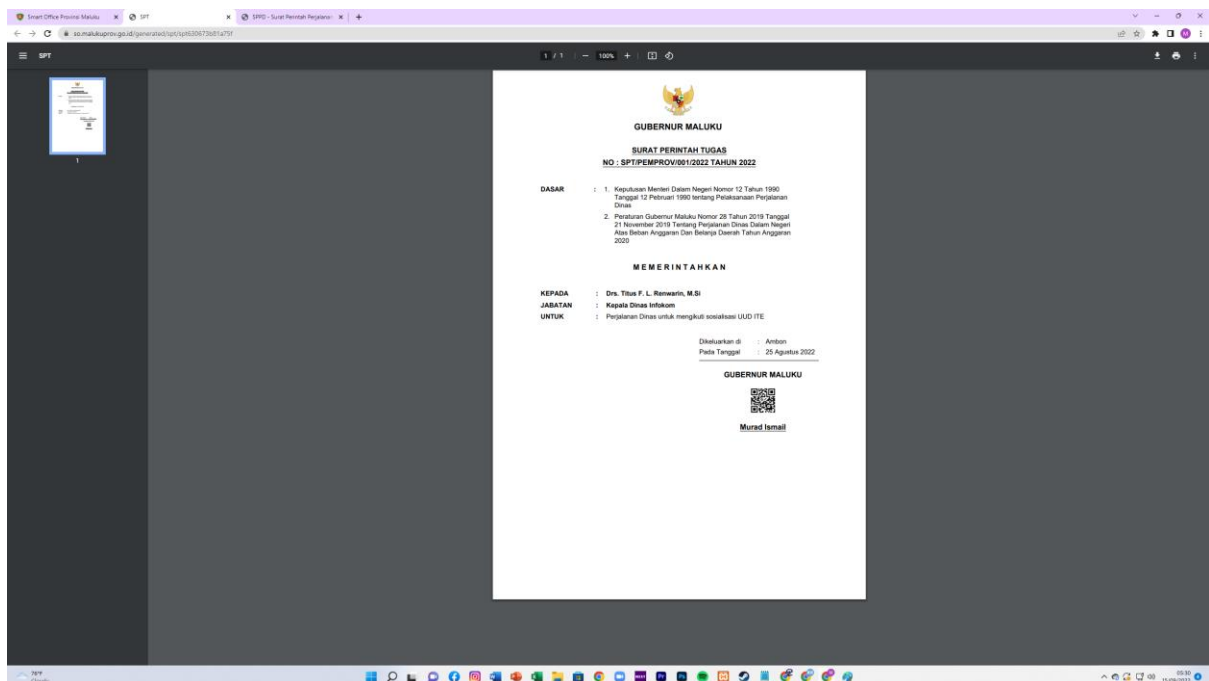 Smart Office Provinsi Maluku
SPT
SPPD - Surat Perintah Perjalanan
so.malukuprov.go.id/generated/spt/spt630673b81a75f
SPT
1 / 1
100%
1
GUBERNUR MALUKU
SURAT PERINTAH TUGAS
NO : SPT/PEMPROV/001/2022 TAHUN 2022
DASAR : 1. Keputusan Menteri Dalam Negeri Nomor 12 Tahun 1990
Tanggal 12 Pebruari 1990 tentang Pelaksanaan Perjalanan
Dinas
2. Peraturan Gubernur Maluku Nomor 28 Tahun 2019 Tanggal
21 November 2019 Tentang Perjalanan Dinas Dalam Negeri
Atas Beban Anggaran Dan Belanja Daerah Tahun Anggaran
2020
MEMERINTAHKAN
KEPADA : Drs. Titus F. L. Renwarin, M.Si
JABATAN : Kepala Dinas Infokom
UNTUK : Perjalanan Dinas untuk mengikuti sosialisasi UUD ITE
Dikeluarkan di : Ambon
Pada Tanggal : 25 Agustus 2022
GUBERNUR MALUKU
Murad Ismail
76°F